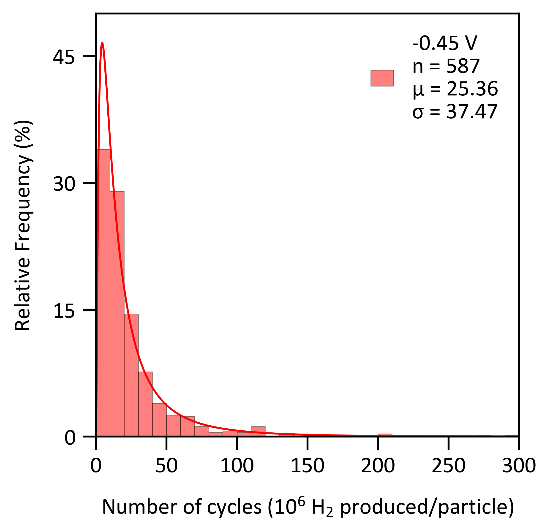 -0.45 V
n = 587
μ = 25.36
σ = 37.47
Relative Frequency (%)
45
30
15
0
0 50 100 150 200 250 300
Number of cycles (10⁶ H₂ produced/particle)